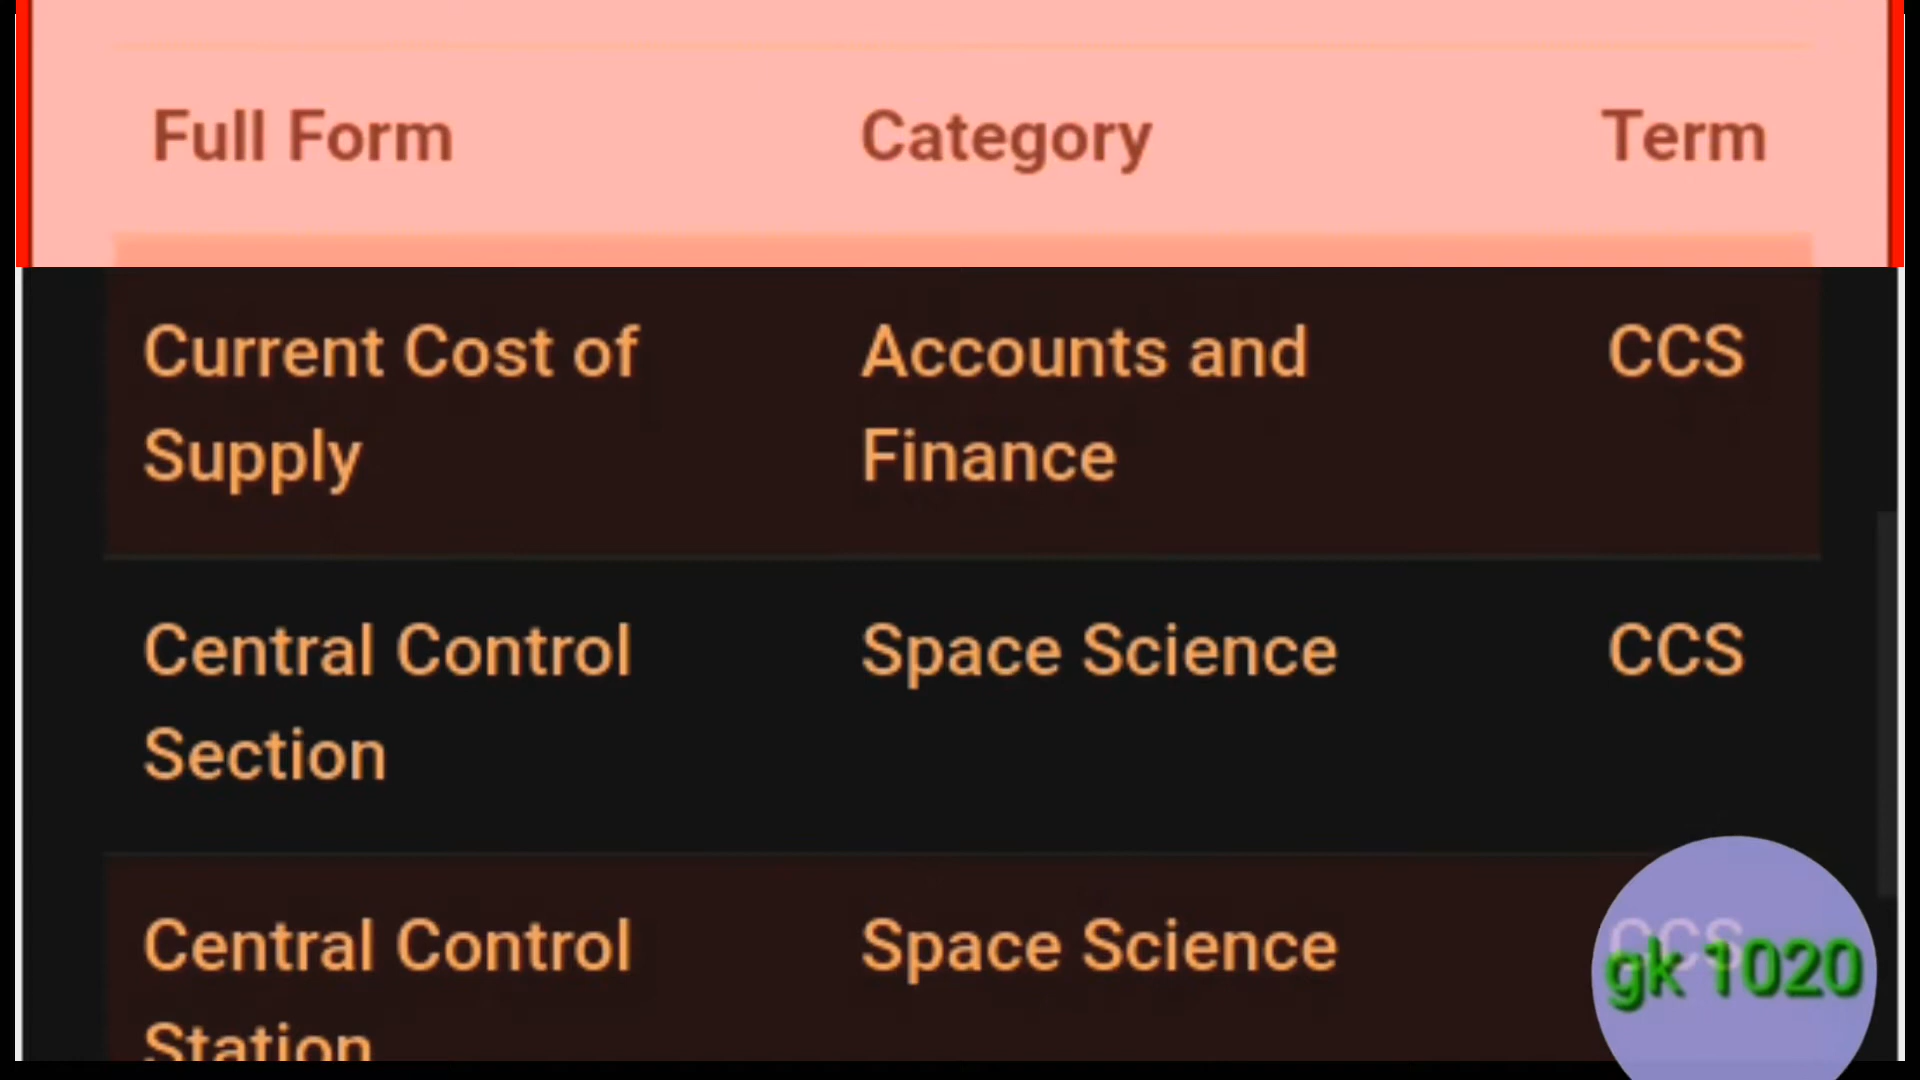 Full Form Category Term
Current Cost of Accounts and CCS
Supply Finance
Central Control Space Science CCS
Section
Central Control Space Science CCS
Station
gk 1020